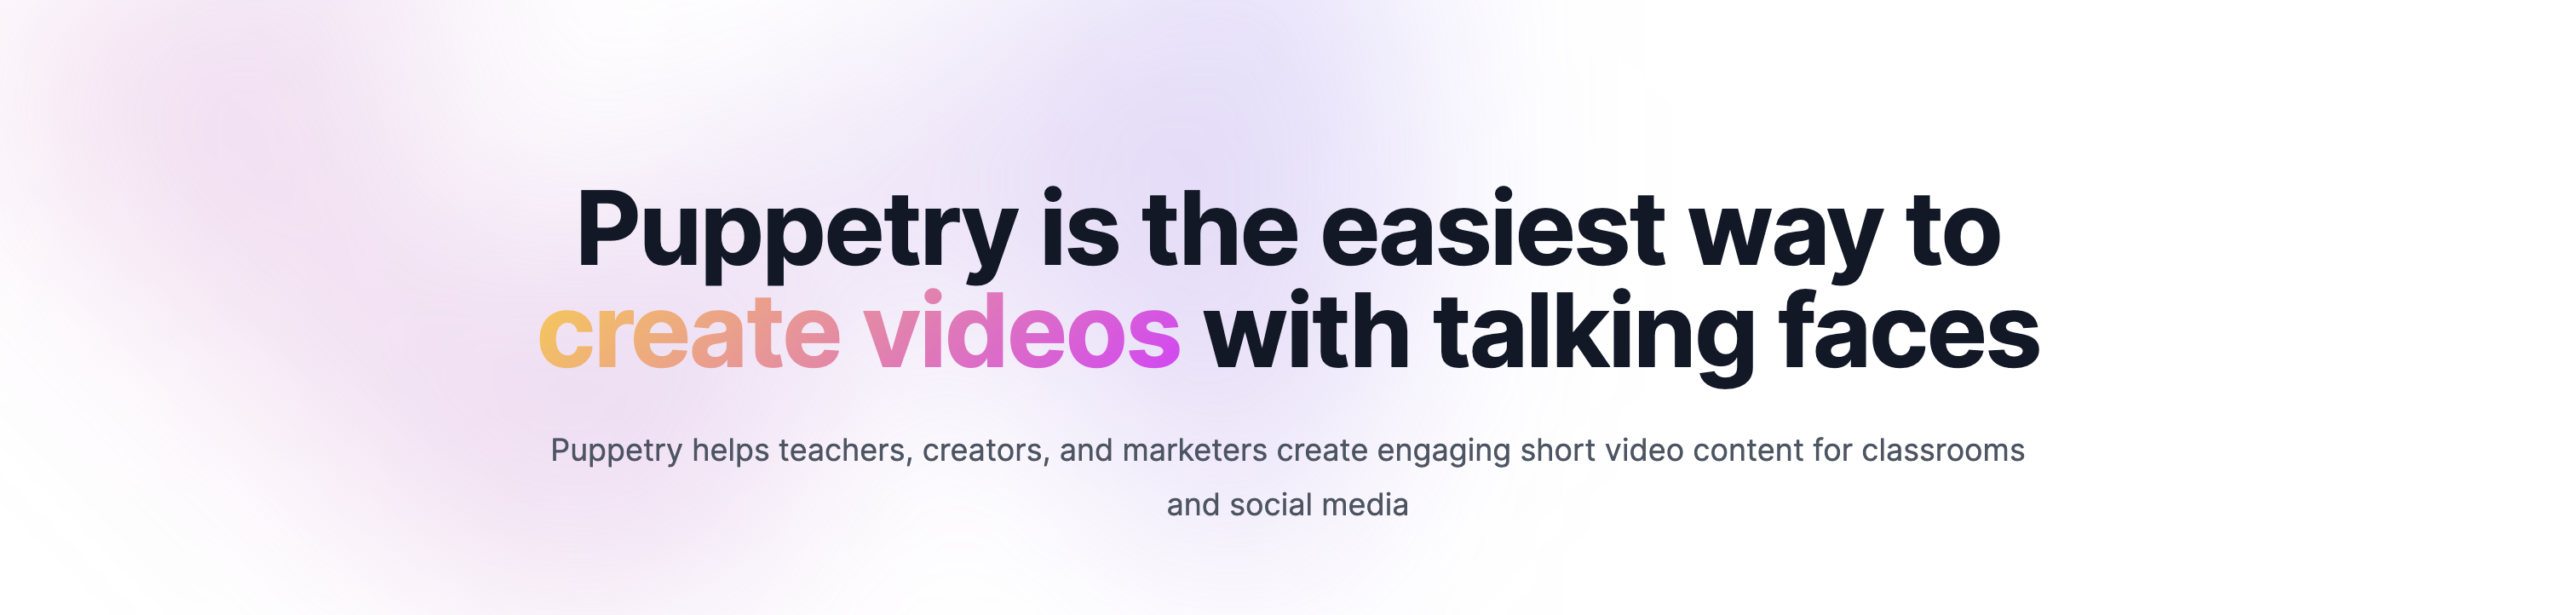 Puppetry is the easiest way to
create videos with talking faces
Puppetry helps teachers, creators, and marketers create engaging short video content for classrooms
and social media